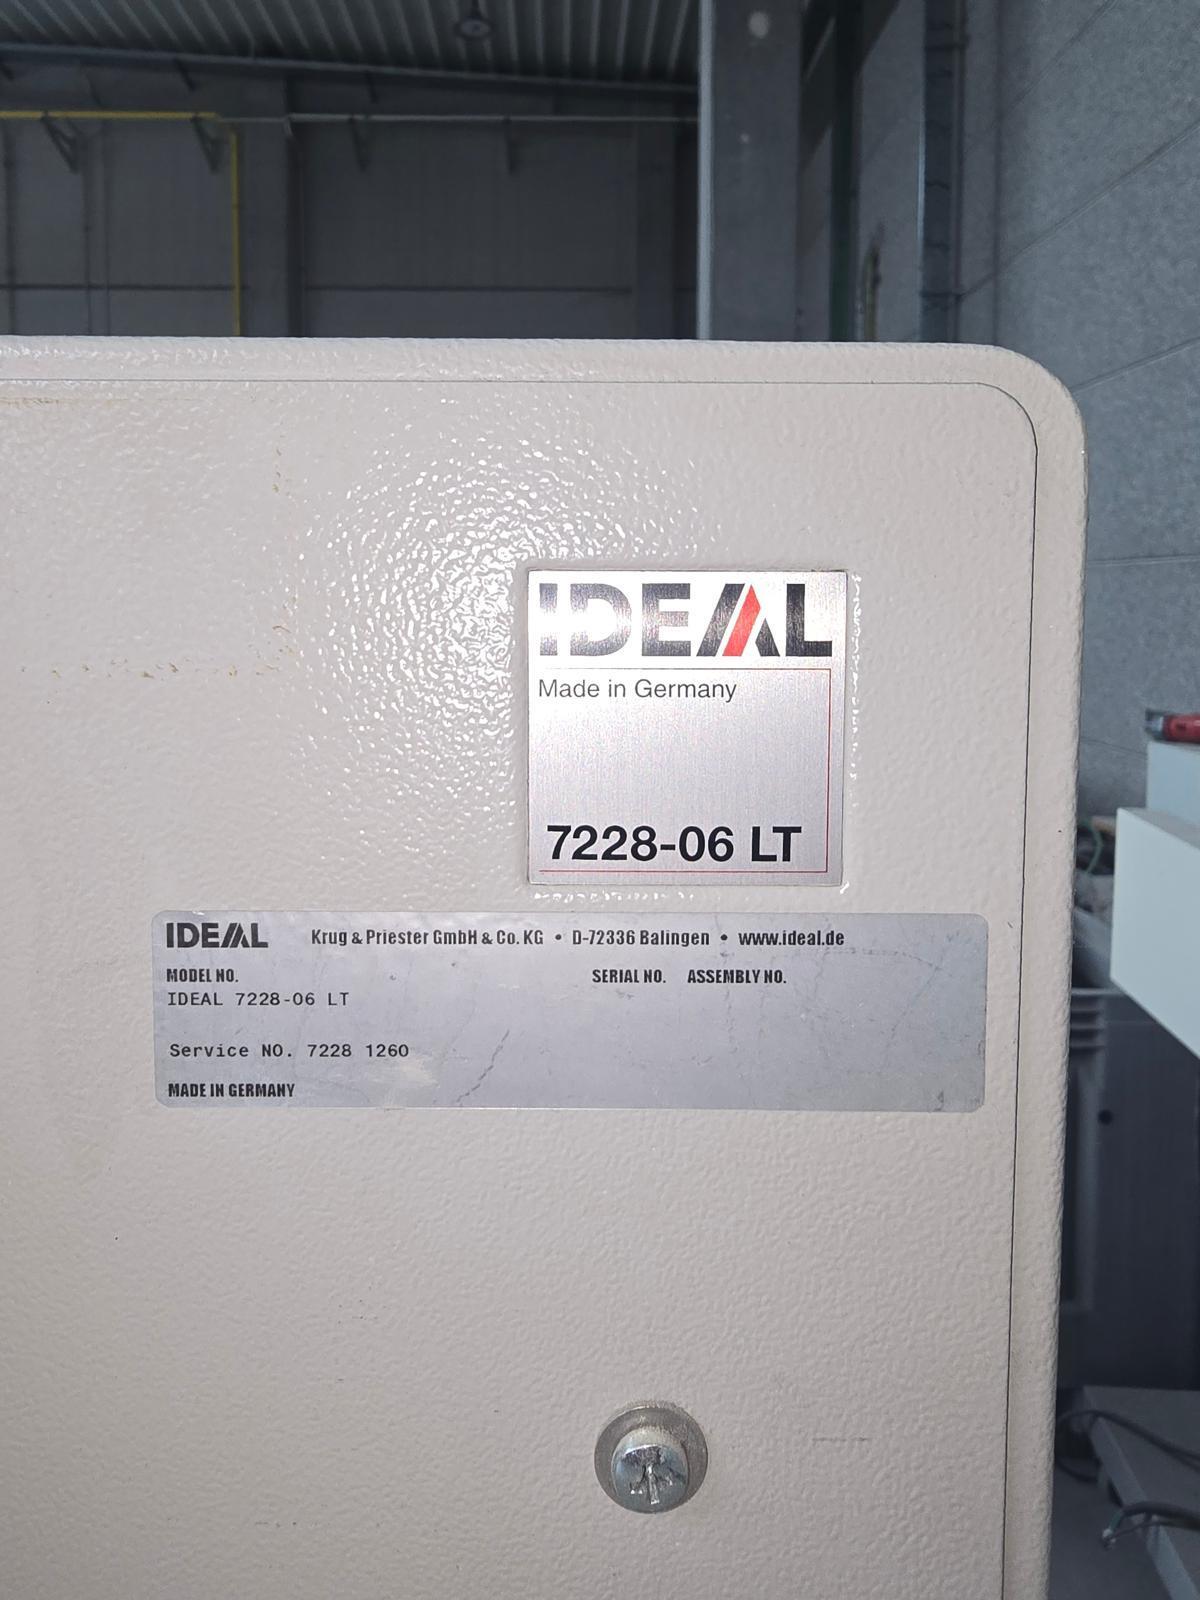 IDEAL
Made in Germany
7228-06 LT
IDEAL Krug & Priester GmbH & Co. KG • D-72336 Balingen • www.ideal.de
MODEL NO. SERIAL NO. ASSEMBLY NO.
IDEAL 7228-06 LT
Service NO. 7228 1260
MADE IN GERMANY